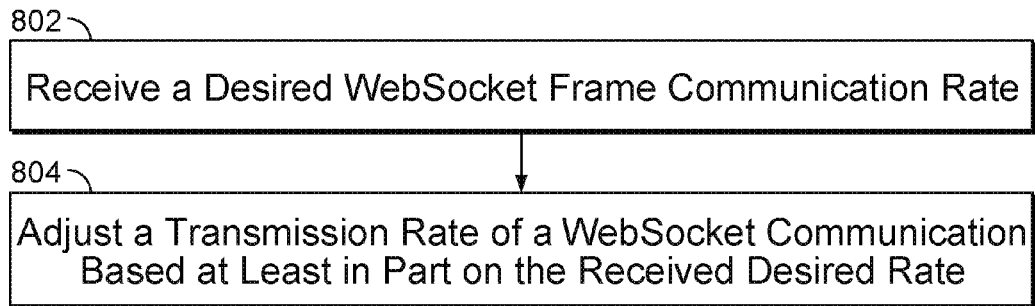 802
Receive a Desired WebSocket Frame Communication Rate
804
Adjust a Transmission Rate of a WebSocket Communication
Based at Least in Part on the Received Desired Rate